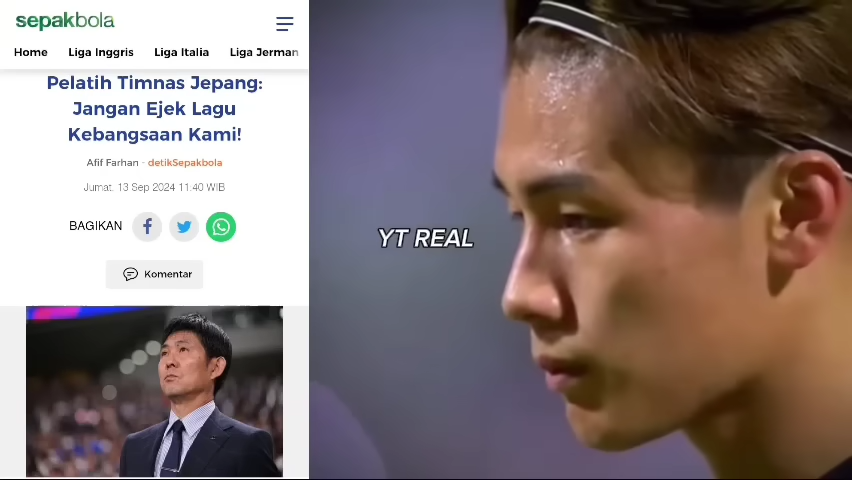 sepakbola
Home Liga Inggris Liga Italia Liga Jerman
Pelatih Timnas Jepang:
Jangan Ejek Lagu
Kebangsaan Kami!
Afif Farhan - detikSepakbola
Jumat, 13 Sep 2024 11:40 WIB
BAGIKAN
Komentar
YT REAL